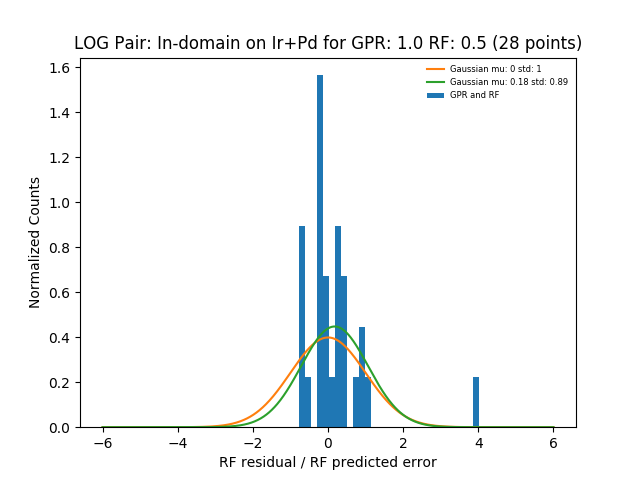 LOG Pair: In-domain on Ir+Pd for GPR: 1.0 RF: 0.5 (28 points)
Gaussian mu: 0 std: 1
Gaussian mu: 0.18 std: 0.89
GPR and RF
Normalized Counts
1.6
1.4
1.2
1.0
0.8
0.6
0.4
0.2
0.0
−6 −4 −2 0 2 4 6
RF residual / RF predicted error